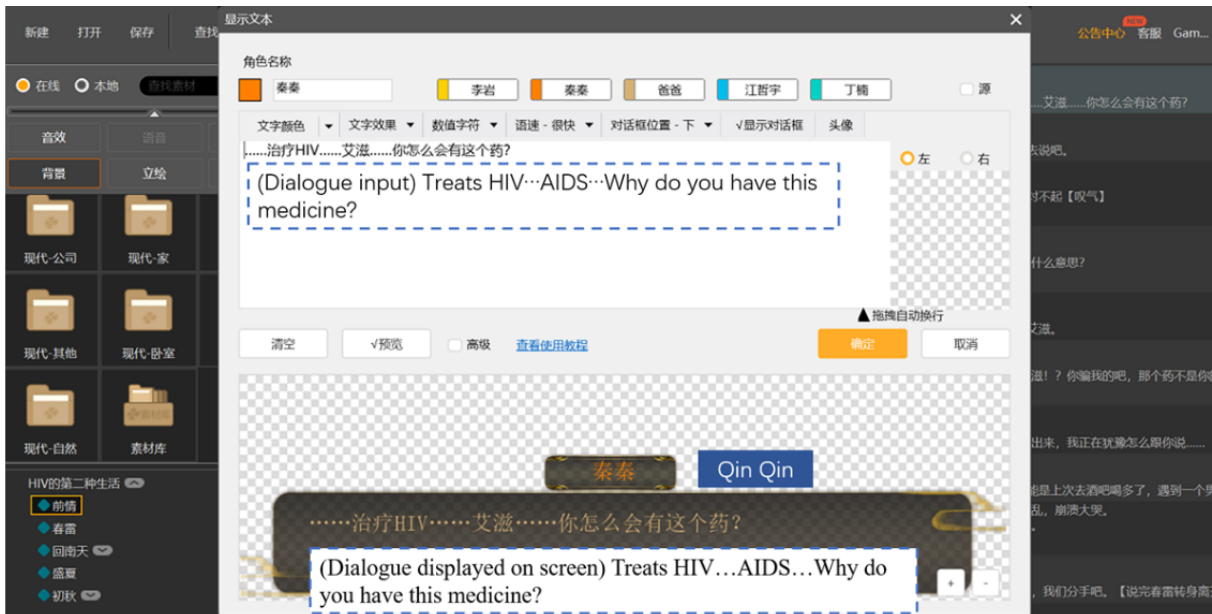 新建 打开 保存 查找
显示文本
NEW
公告中心 客服 Gam...
角色名称
秦秦 李岩 秦秦 爸爸 江哲宇 丁楠 源
在线 本地 查找素材
文字颜色 文字效果 数值字符 语速 - 很快 对话框位置 - 下 √显示对话框 头像
音效 语音
背景 立绘
......治疗HIV......艾滋......你怎么会有这个药?
左 右
(Dialogue input) Treats HIV···AIDS···Why do you have this
medicine?
现代-公司 现代-家
现代-其他 现代-卧室
现代-自然 素材库
拖拽自动换行
清空 √预览 高级 查看使用教程 确定 取消
秦秦
Qin Qin
······治疗HIV······艾滋······你怎么会有这个药?
(Dialogue displayed on screen) Treats HIV…AIDS…Why do
you have this medicine?
+ -
HIV的第二种生活
前情
春雷
回南天
盛夏
初秋
....艾滋......你怎么会有这个药?
去说吧。
对不起【叹气】
什么意思?
艾滋。
滋！？你骗我的吧，那个药不是你
出来，我正在犹豫怎么跟你说......
能是上次去酒吧喝多了，遇到一个男
乱，崩溃大哭。
，我们分手吧。【说完春雷转身离